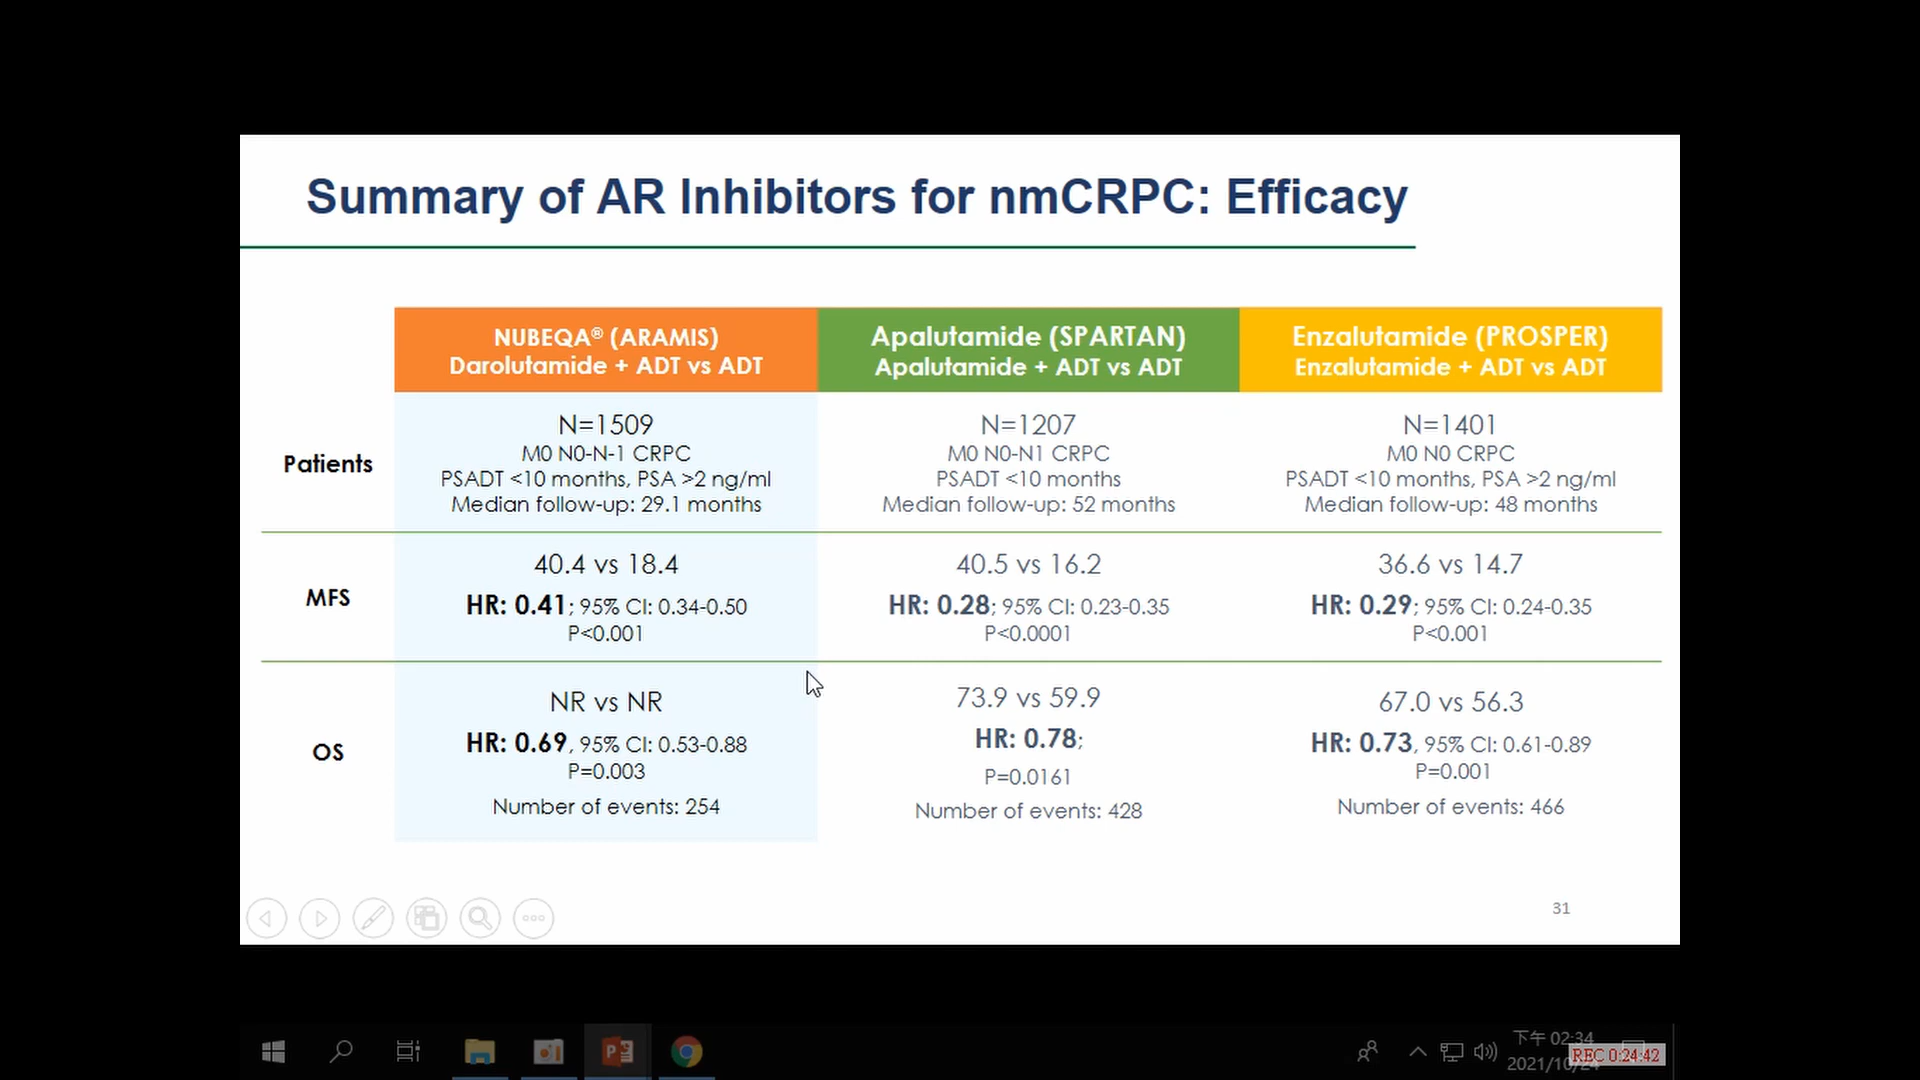 Summary of AR Inhibitors for nmCRPC: Efficacy
NUBEQA® (ARAMIS)
Darolutamide + ADT vs ADT
Apalutamide (SPARTAN)
Apalutamide + ADT vs ADT
Enzalutamide (PROSPER)
Enzalutamide + ADT vs ADT
Patients
N=1509
M0 N0-N-1 CRPC
PSADT <10 months, PSA >2 ng/ml
Median follow-up: 29.1 months
N=1207
M0 N0-N1 CRPC
PSADT <10 months
Median follow-up: 52 months
N=1401
M0 N0 CRPC
PSADT <10 months, PSA >2 ng/ml
Median follow-up: 48 months
MFS
40.4 vs 18.4
HR: 0.41; 95% CI: 0.34-0.50
P<0.001
40.5 vs 16.2
HR: 0.28; 95% CI: 0.23-0.35
P<0.0001
36.6 vs 14.7
HR: 0.29; 95% CI: 0.24-0.35
P<0.001
OS
NR vs NR
HR: 0.69, 95% CI: 0.53-0.88
P=0.003
Number of events: 254
73.9 vs 59.9
HR: 0.78;
P=0.0161
Number of events: 428
67.0 vs 56.3
HR: 0.73, 95% CI: 0.61-0.89
P=0.001
Number of events: 466
31
下午 02:34
REC 0:24:42